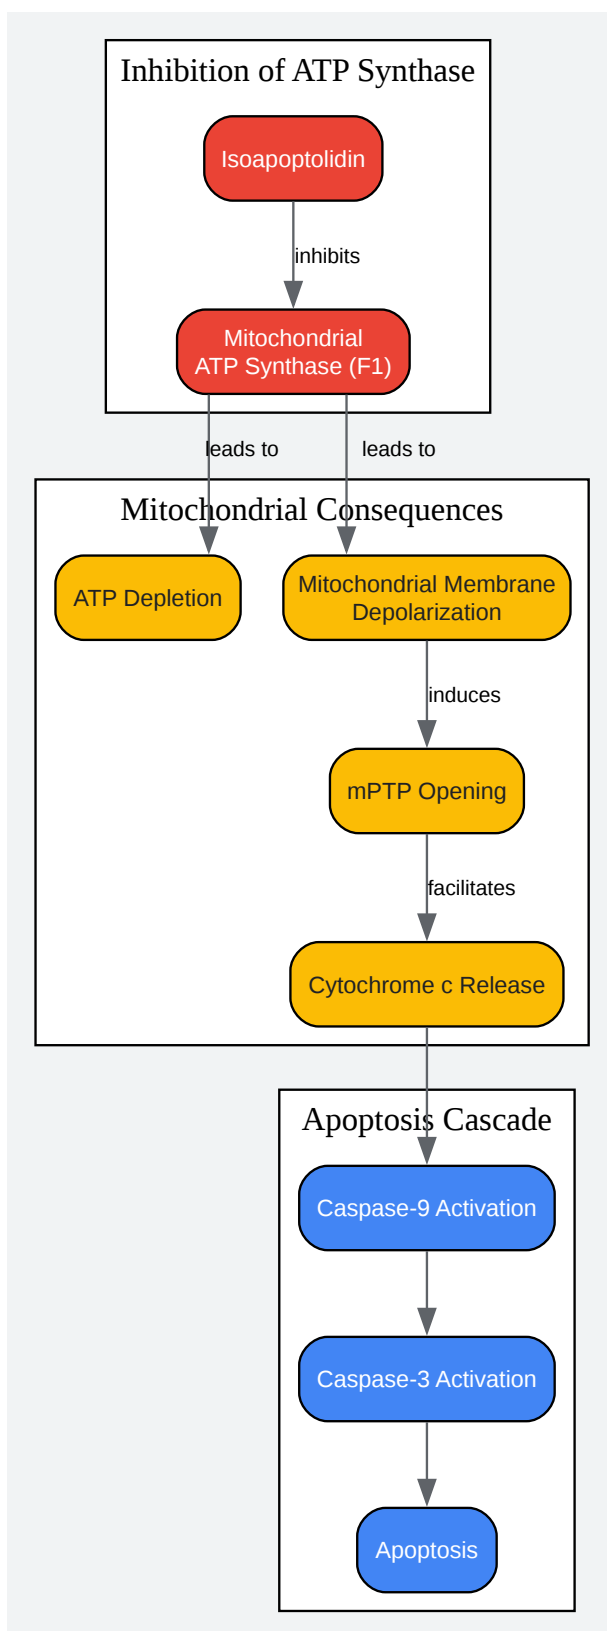 Inhibition of ATP Synthase
Isoapoptolidin
inhibits
Mitochondrial
ATP Synthase (F1)
leads to
leads to
Mitochondrial Consequences
ATP Depletion
Mitochondrial Membrane
Depolarization
induces
mPTP Opening
facilitates
Cytochrome c Release
Apoptosis Cascade
Caspase-9 Activation
Caspase-3 Activation
Apoptosis